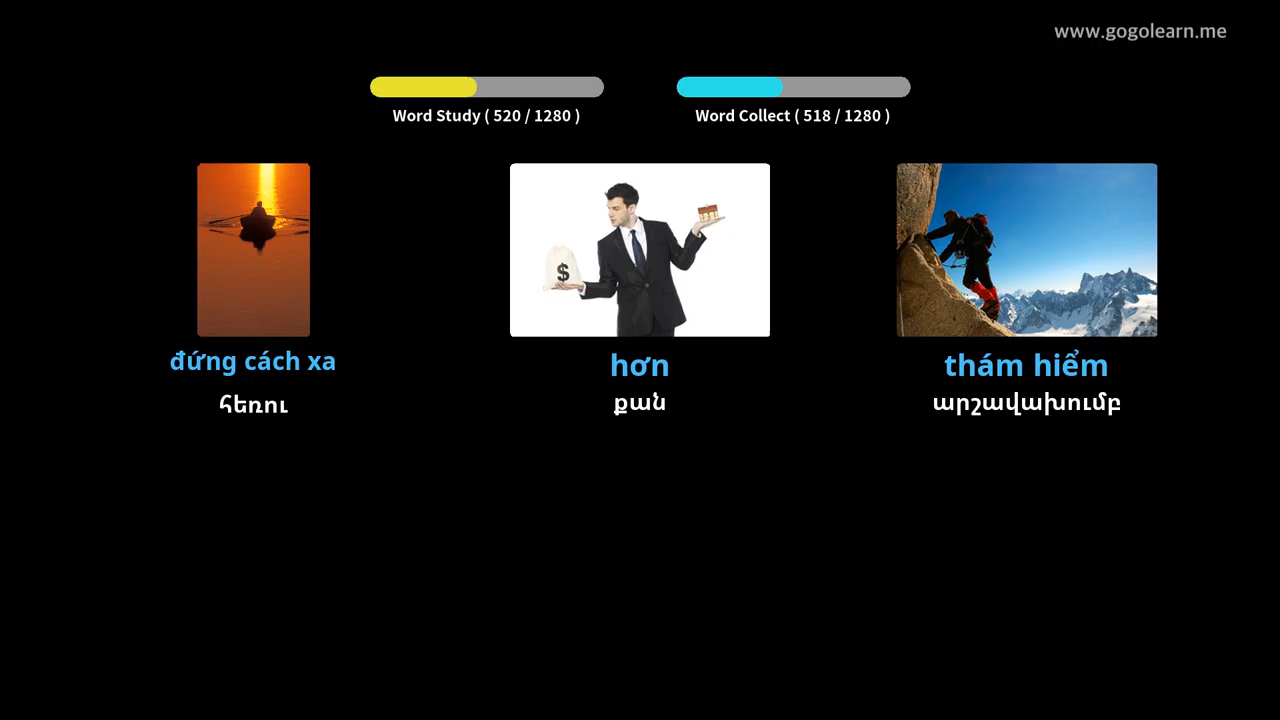 www.gogolearn.me
Word Study ( 520 / 1280 )
Word Collect ( 518 / 1280 )
$
đứng cách xa
հեռու
hơn
քան
thám hiểm
արշավախումբ